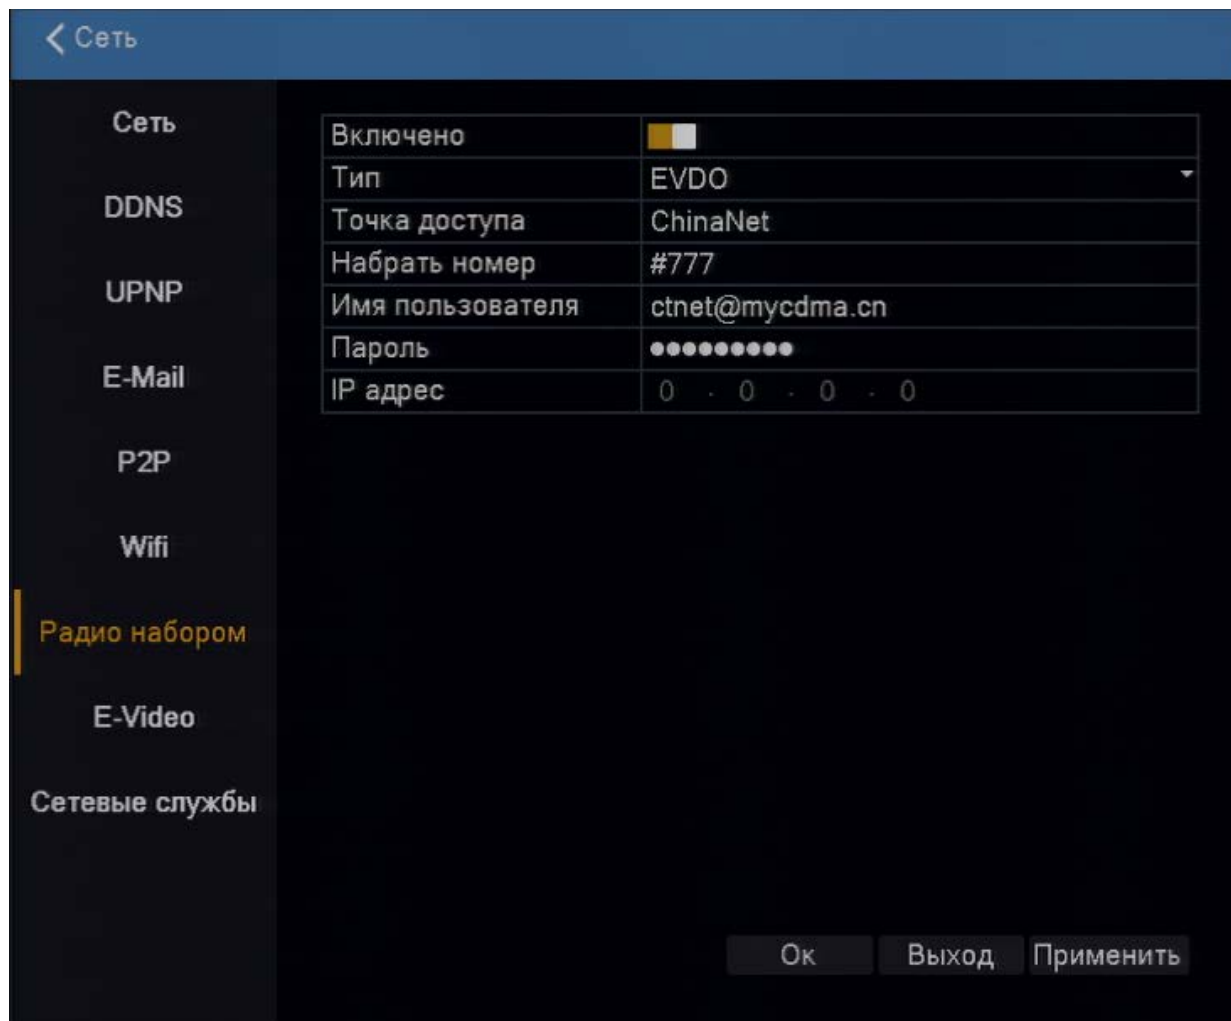 Сеть
Сеть
DDNS
UPNP
E-Mail
P2P
Wifi
Радио набором
E-Video
Сетевые службы
Включено
Тип EVDO
Точка доступа ChinaNet
Набрать номер #777
Имя пользователя ctnet@mycdma.cn
Пароль ●●●●●●●●●
IP адрес 0 . 0 . 0 . 0
Ок Выход Применить